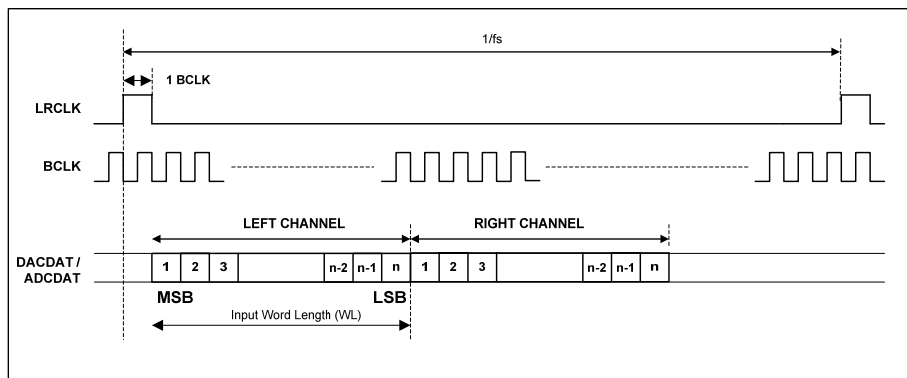 1/fs
1 BCLK
LRCLK
BCLK
LEFT CHANNEL RIGHT CHANNEL
DACDAT / ADCDAT
1 2 3 n-2 n-1 n 1 2 3 n-2 n-1 n
MSB LSB
Input Word Length (WL)